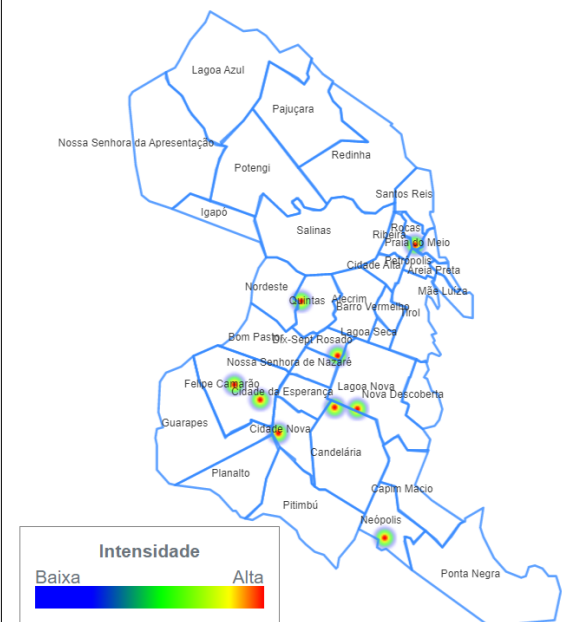 Lagoa Azul
Pajuçara
Nossa Senhora da Apresentação
Redinha
Potengi
Santos Reis
Igapó
Salinas
Rocas
Ribeira
Praia do Meio
Petrópolis
Cidade Alta
Areia Preta
Nordeste
Mãe Luíza
Quintas
Alecrim
Barro Vermelho
Tirol
Lagoa Seca
Bom Pastor
Dix-Sept Rosado
Nossa Senhora de Nazaré
Felipe Camarão
Lagoa Nova
Cidade da Esperança
Nova Descoberta
Guarapes
Cidade Nova
Candelária
Planalto
Capim Macio
Pitimbú
Neópolis
Ponta Negra
Intensidade
Baixa Alta